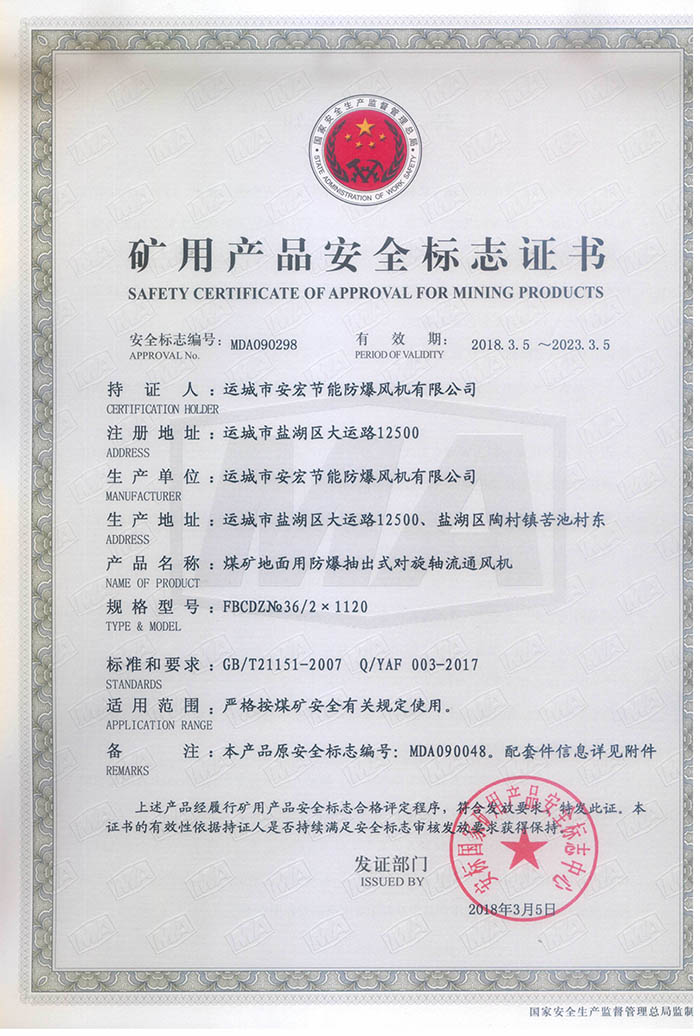 国家安全生产监督管理总局
STATE ADMINISTRATION OF WORK SAFETY
矿用产品安全标志证书
SAFETY CERTIFICATE OF APPROVAL FOR MINING PRODUCTS
安全标志编号：MDA090298 有效期：2018.3.5～2023.3.5
APPROVAL No. PERIOD OF VALIDITY
持证人：运城市安宏节能防爆风机有限公司
CERTIFICATION HOLDER
注册地址：运城市盐湖区大运路12500
ADDRESS
生产单位：运城市安宏节能防爆风机有限公司
MANUFACTURER
生产地址：运城市盐湖区大运路12500、盐湖区陶村镇苦池村东
ADDRESS
产品名称：煤矿地面用防爆抽出式对旋轴流通风机
NAME OF PRODUCT
规格型号：FBCDZ№36/2×1120
TYPE & MODEL
标准和要求：GB/T21151-2007 Q/YAF 003-2017
STANDARDS
适用范围：严格按煤矿安全有关规定使用。
APPLICATION RANGE
备注：本产品原安全标志编号：MDA090048。配套件信息详见附件
REMARKS
上述产品经履行矿用产品安全标志合格评定程序，符合发放要求，特发此证。本
证书的有效性依据持证人是否持续满足安全标志审核发放要求获得保持。
发证部门
ISSUED BY
安标国家矿用产品安全标志中心
2018年3月5日
国家安全生产监督管理总局监制
MA